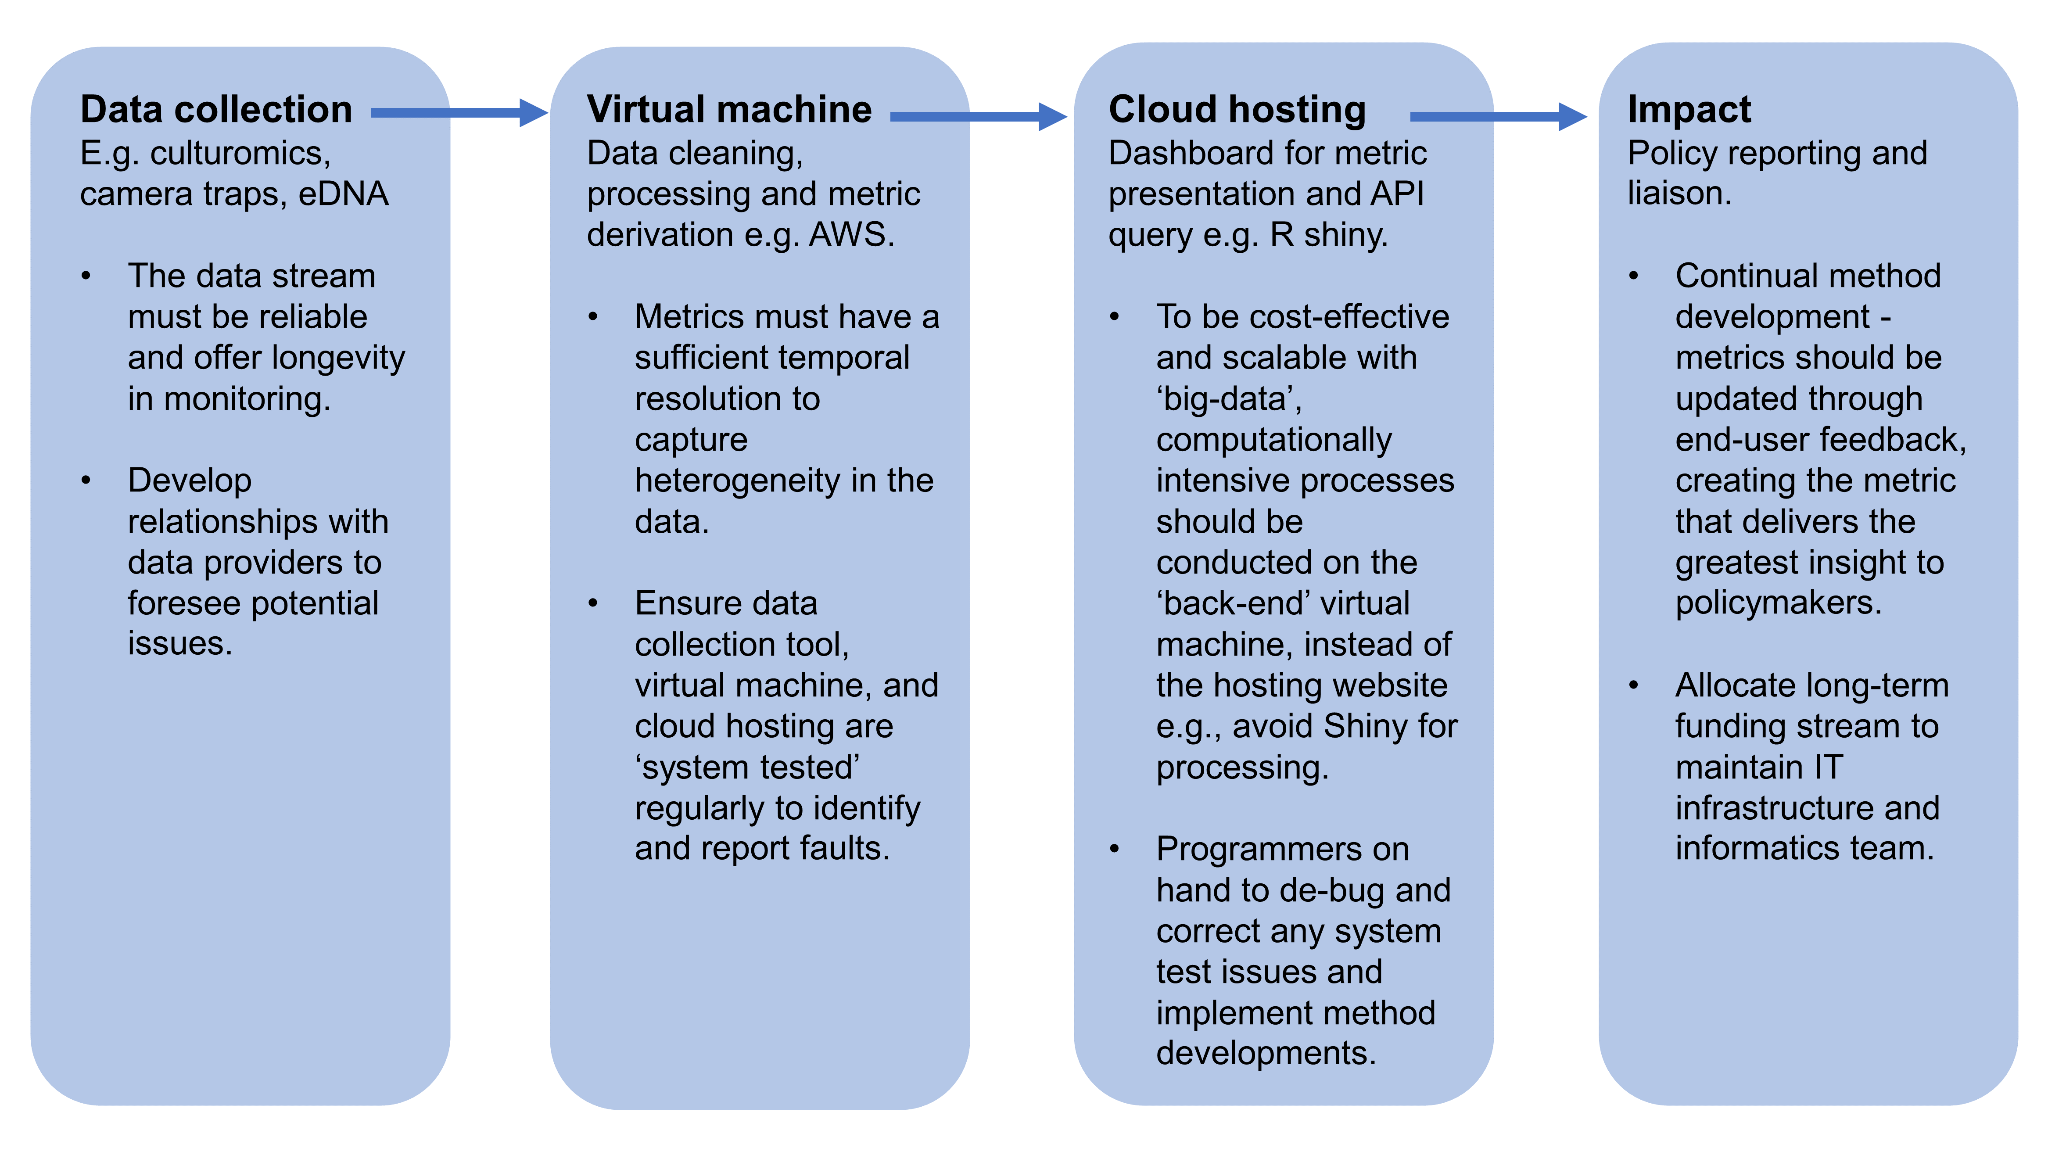 Data collection
E.g. culturomics,
camera traps, eDNA
• The data stream
must be reliable
and offer longevity
in monitoring.
• Develop
relationships with
data providers to
foresee potential
issues.
Virtual machine
Data cleaning,
processing and metric
derivation e.g. AWS.
• Metrics must have a
sufficient temporal
resolution to
capture
heterogeneity in the
data.
• Ensure data
collection tool,
virtual machine, and
cloud hosting are
‘system tested’
regularly to identify
and report faults.
Cloud hosting
Dashboard for metric
presentation and API
query e.g. R shiny.
• To be cost-effective
and scalable with
‘big-data’,
computationally
intensive processes
should be
conducted on the
‘back-end’ virtual
machine, instead of
the hosting website
e.g., avoid Shiny for
processing.
• Programmers on
hand to de-bug and
correct any system
test issues and
implement method
developments.
Impact
Policy reporting and
liaison.
• Continual method
development -
metrics should be
updated through
end-user feedback,
creating the metric
that delivers the
greatest insight to
policymakers.
• Allocate long-term
funding stream to
maintain IT
infrastructure and
informatics team.